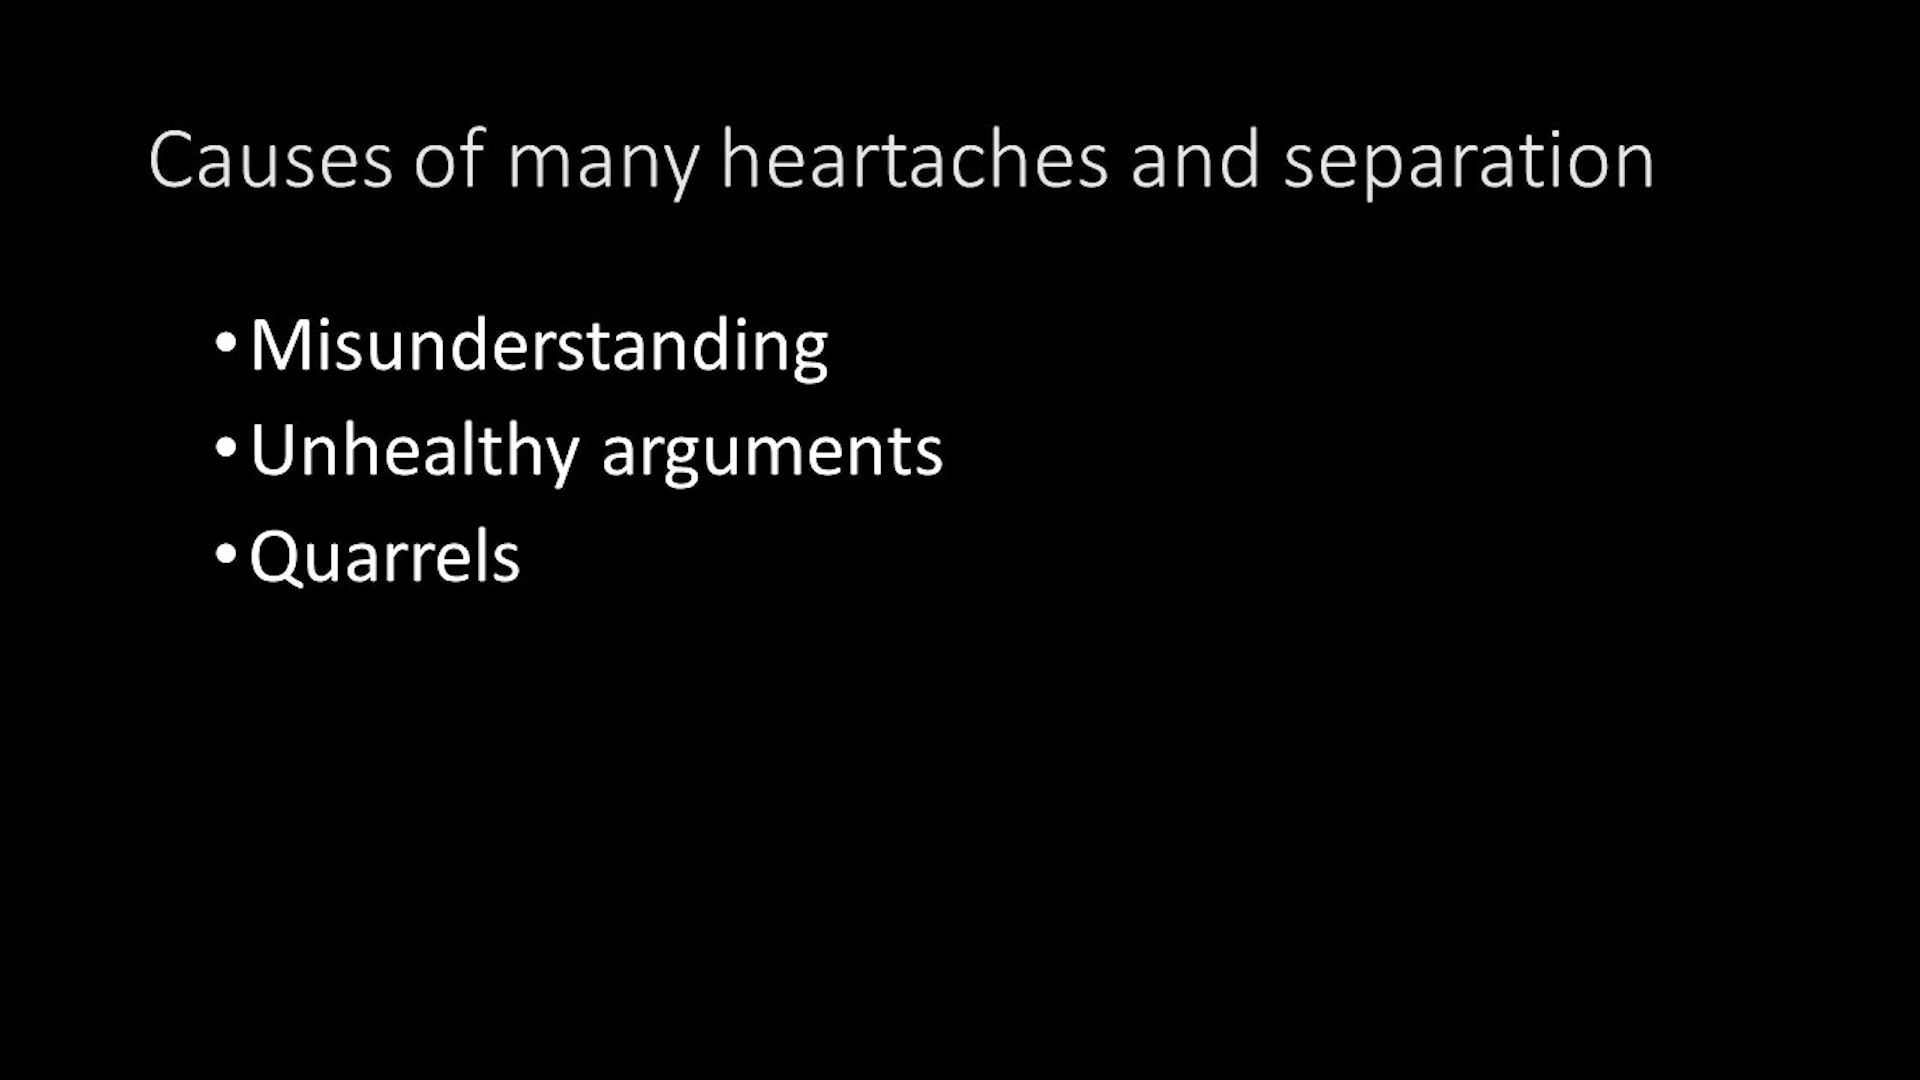 Causes of many heartaches and separation
•Misunderstanding
•Unhealthy arguments
•Quarrels